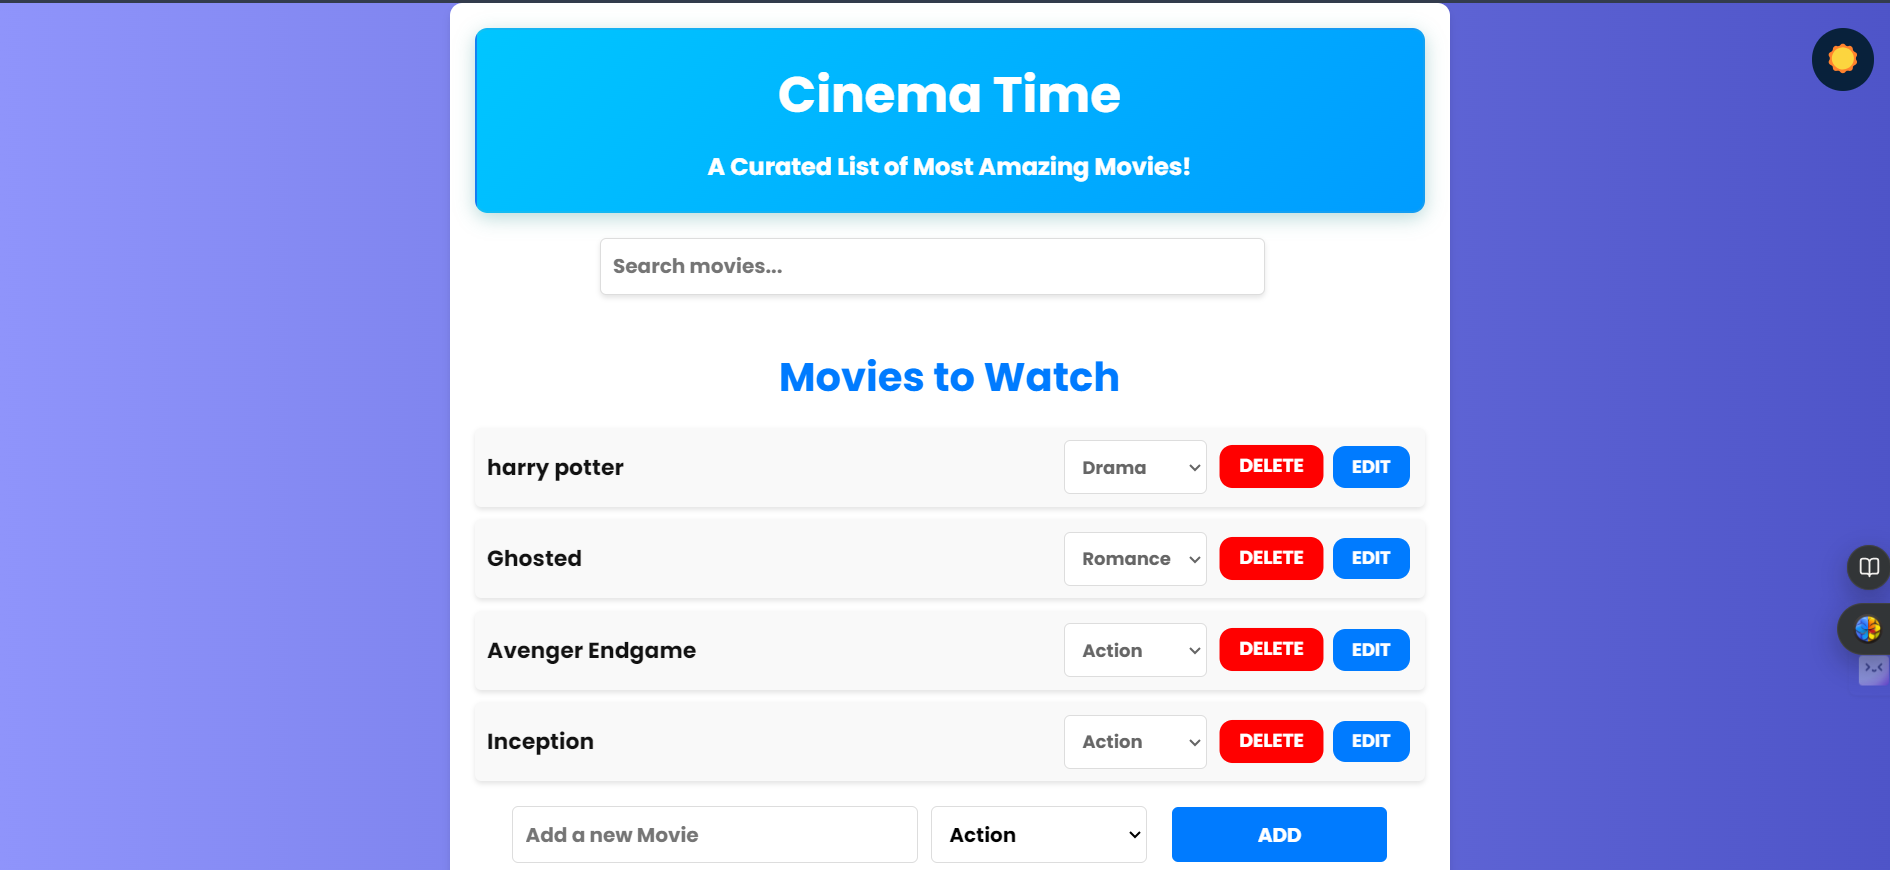 Cinema Time
A Curated List of Most Amazing Movies!
Search movies...
Movies to Watch
harry potter Drama DELETE EDIT
Ghosted Romance DELETE EDIT
Avenger Endgame Action DELETE EDIT
Inception Action DELETE EDIT
Add a new Movie Action ADD